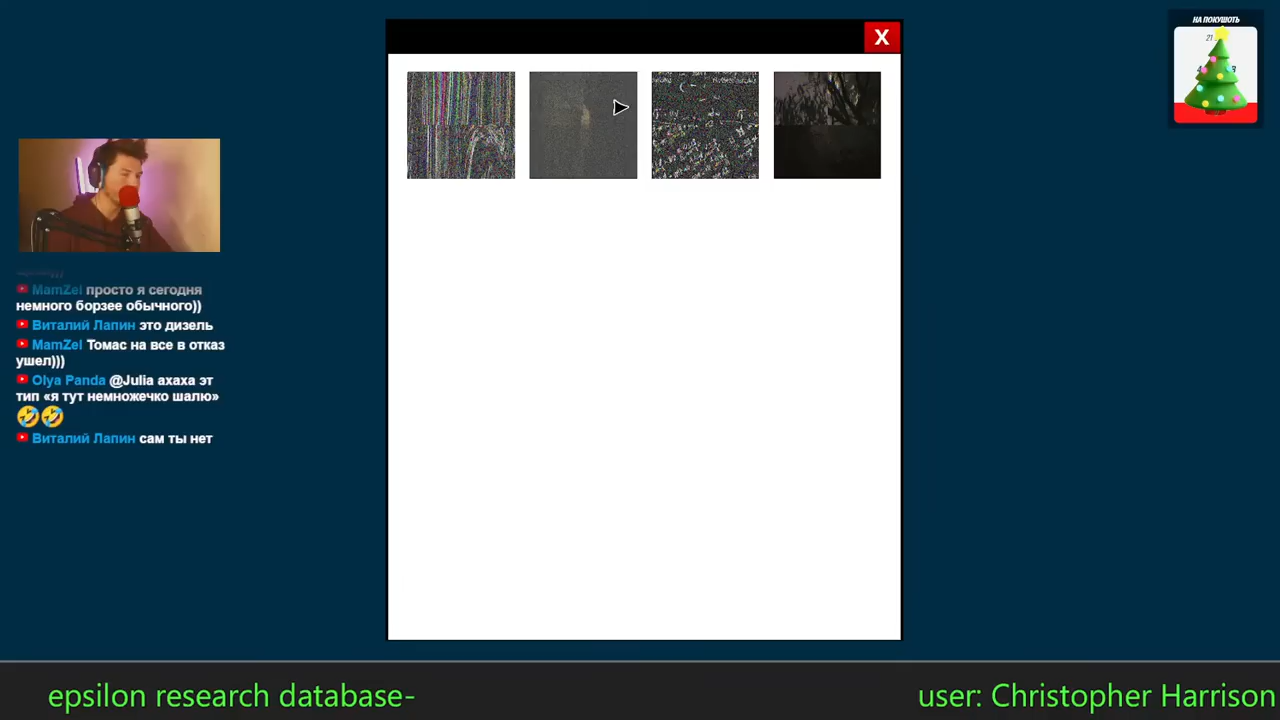 X
НА ПОКУШОТЬ
MamZel просто я сегодня
немного борзее обычного))
Виталий Лапин это дизель
MamZel Томас на все в отказ
ушел)))
Olya Panda @Julia ахаха эт
тип «я тут немножечко шалю»
🤣🤣
Виталий Лапин сам ты нет
epsilon research database-
user: Christopher Harrison